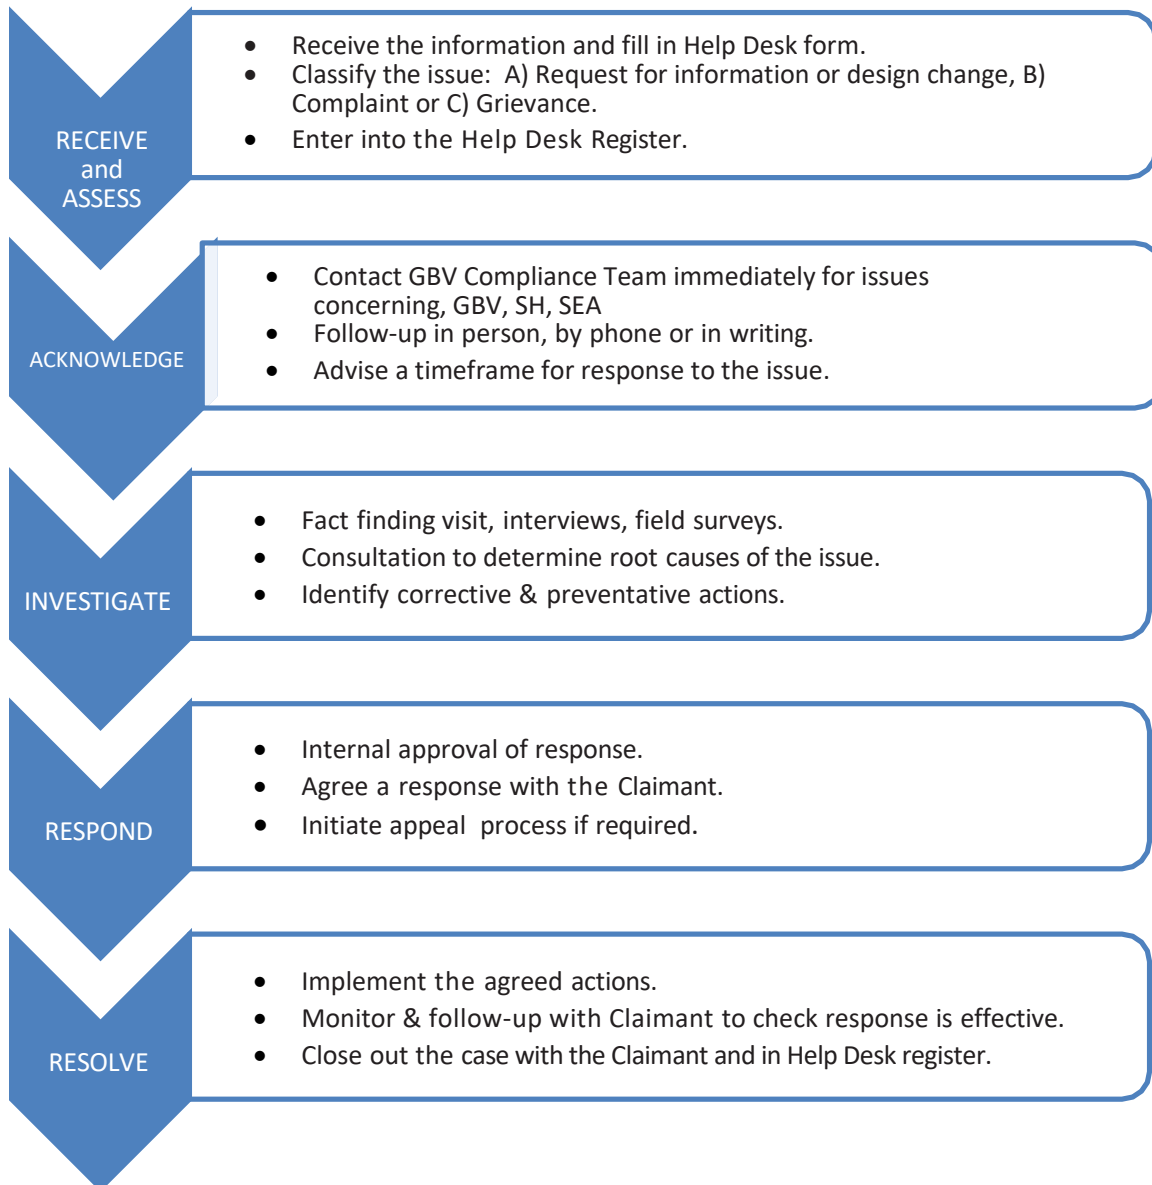 RECEIVE
and
ASSESS
• Receive the information and fill in Help Desk form.
• Classify the issue: A) Request for information or design change, B)
Complaint or C) Grievance.
• Enter into the Help Desk Register.
ACKNOWLEDGE
• Contact GBV Compliance Team immediately for issues
concerning, GBV, SH, SEA
• Follow-up in person, by phone or in writing.
• Advise a timeframe for response to the issue.
INVESTIGATE
• Fact finding visit, interviews, field surveys.
• Consultation to determine root causes of the issue.
• Identify corrective & preventative actions.
RESPOND
• Internal approval of response.
• Agree a response with the Claimant.
• Initiate appeal process if required.
RESOLVE
• Implement the agreed actions.
• Monitor & follow-up with Claimant to check response is effective.
• Close out the case with the Claimant and in Help Desk register.